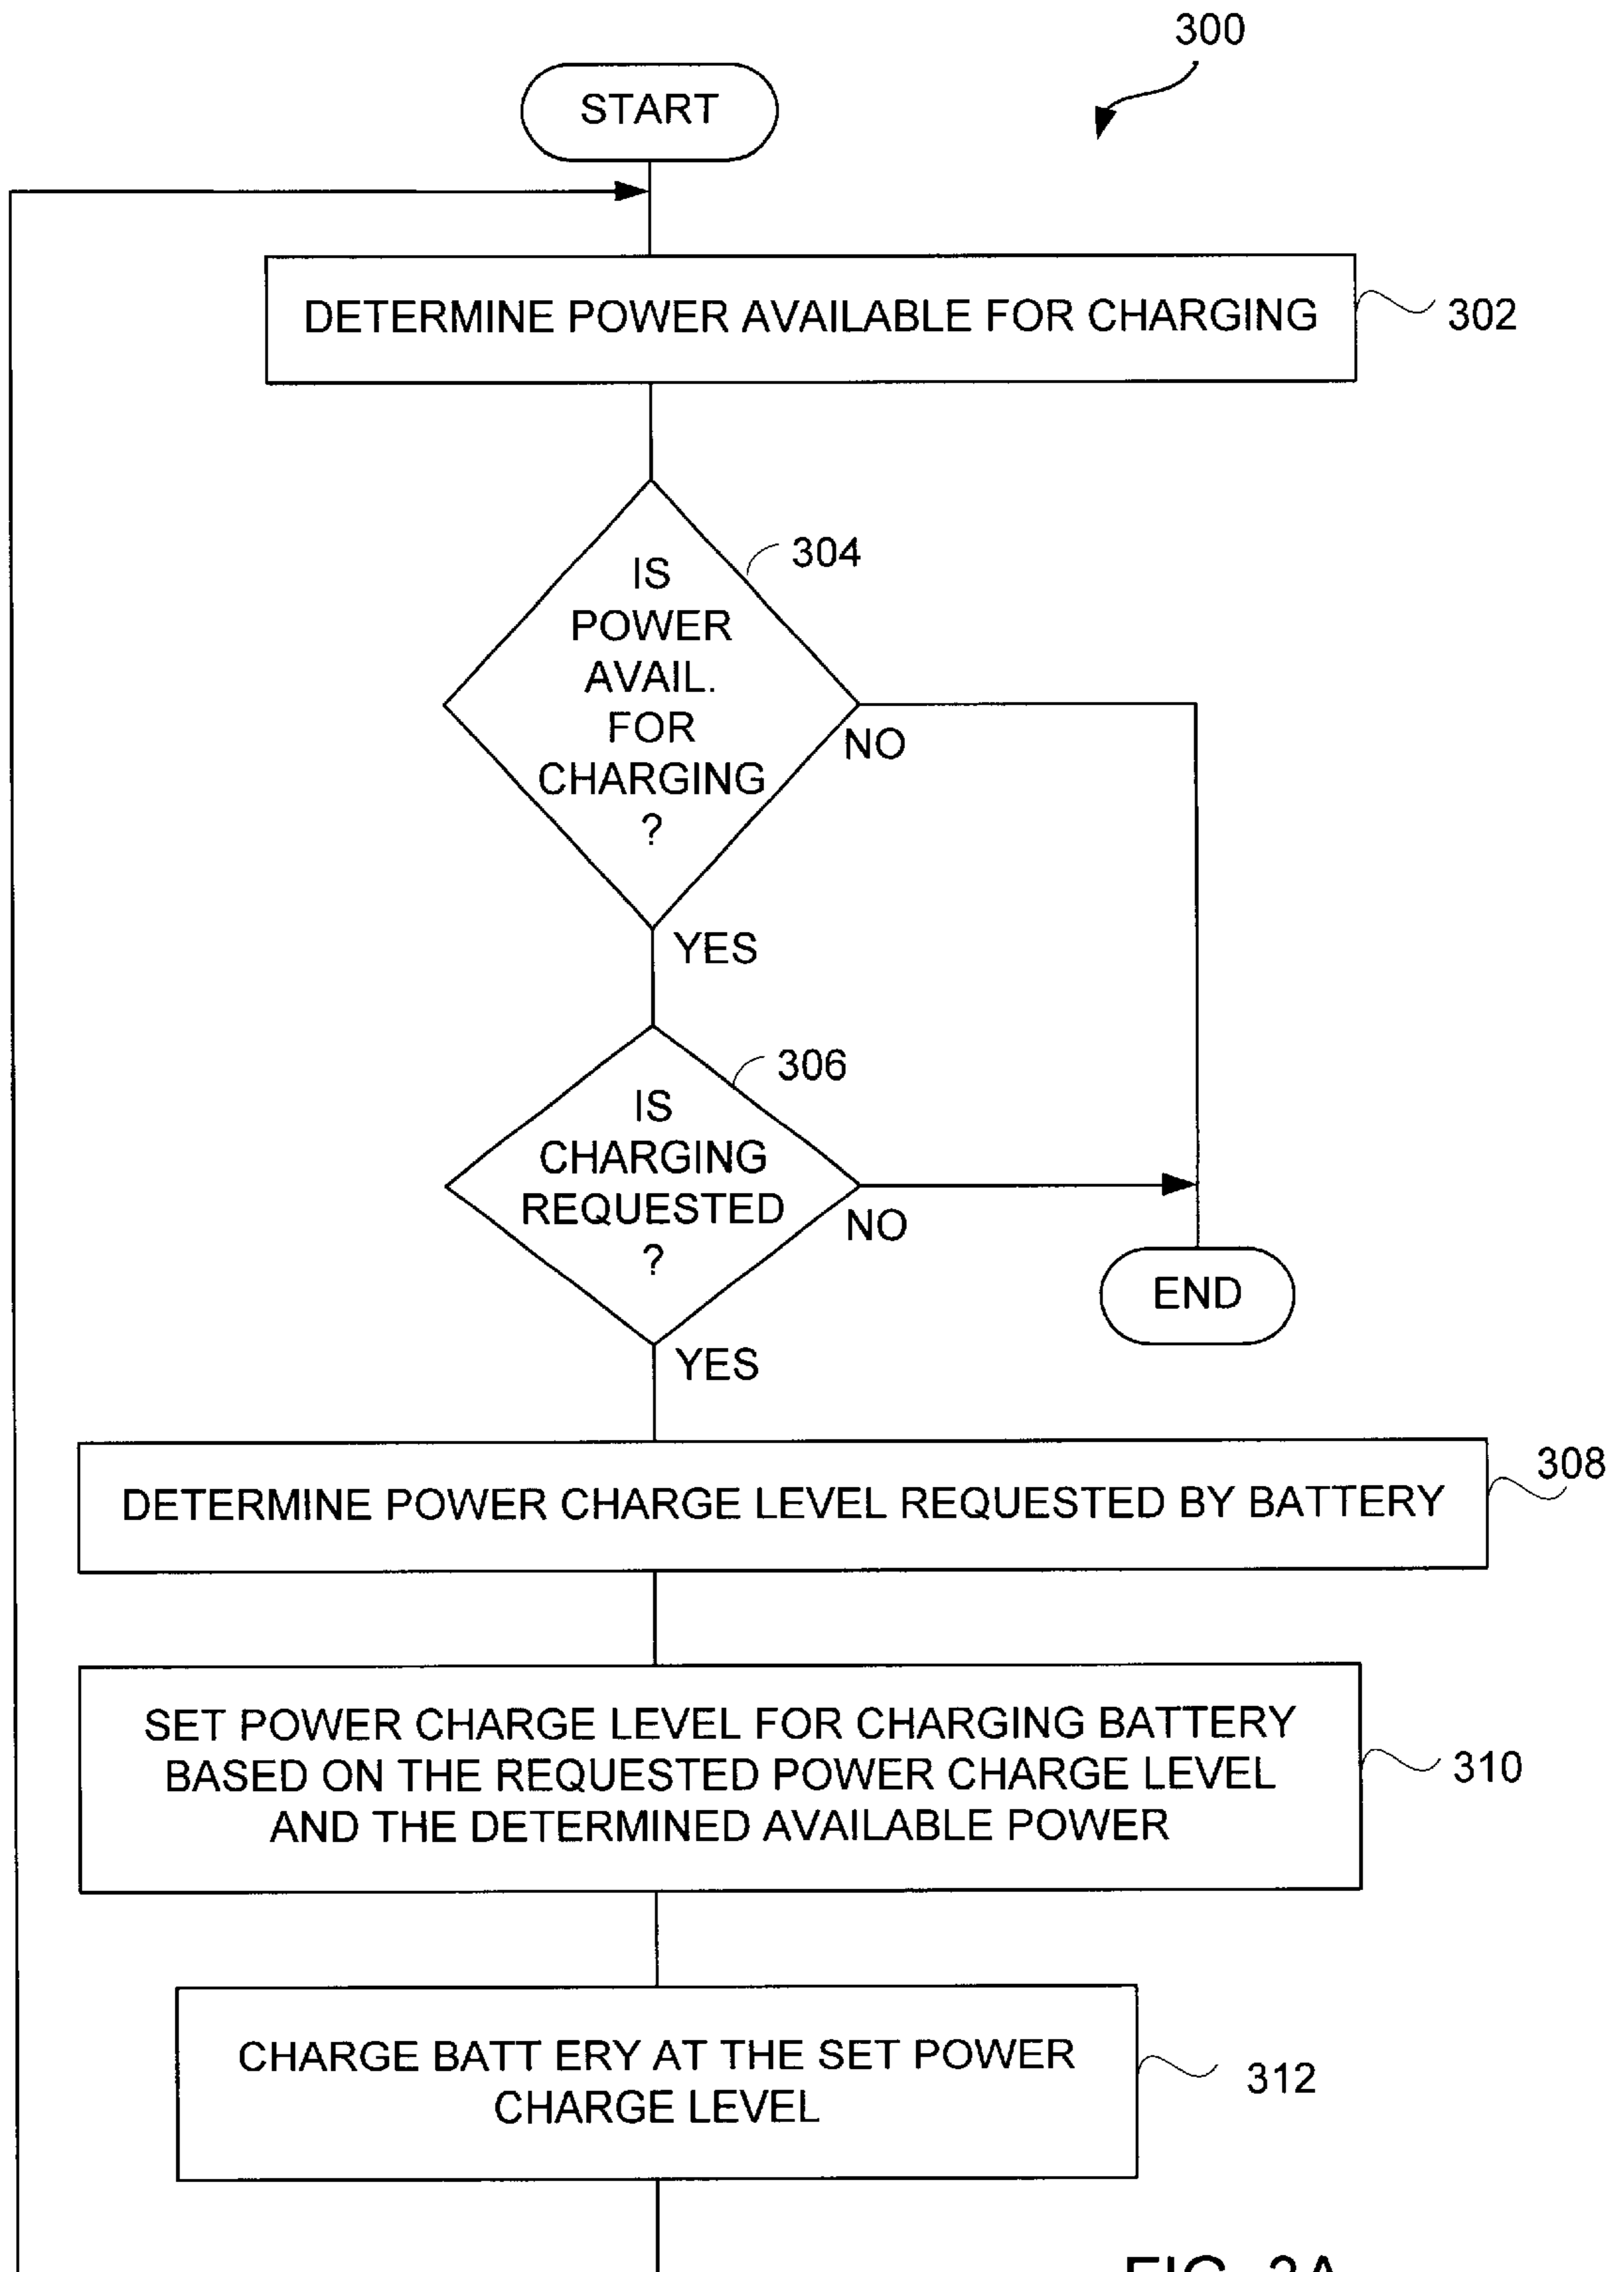 300
START
DETERMINE POWER AVAILABLE FOR CHARGING
302
304
IS
POWER
AVAIL.
FOR
CHARGING
?
NO
YES
306
IS
CHARGING
REQUESTED
?
NO
END
YES
308
DETERMINE POWER CHARGE LEVEL REQUESTED BY BATTERY
SET POWER CHARGE LEVEL FOR CHARGING BATTERY
BASED ON THE REQUESTED POWER CHARGE LEVEL
AND THE DETERMINED AVAILABLE POWER
310
CHARGE BATT ERY AT THE SET POWER
CHARGE LEVEL
312
FIG. 3A